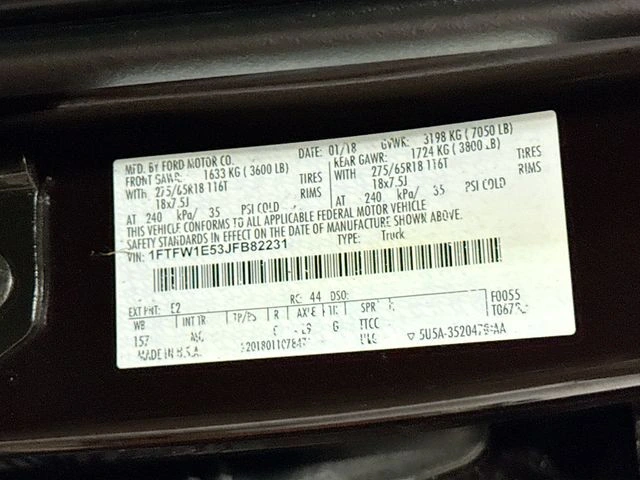 MFD. BY FORD MOTOR CO.
DATE: 01/18 GVWR: 3198 KG ( 7050 LB)
FRONT GAWR: 1633 KG ( 3600 LB)
REAR GAWR: 1724 KG ( 3800 LB)
WITH 275/65R18 116T TIRES
WITH 275/65R18 116T TIRES
18x7.5J RIMS
18x7.5J RIMS
AT 240 kPa/ 35 PSI COLD
AT 240 kPa/ 35 PSI COLD
THIS VEHICLE CONFORMS TO ALL APPLICABLE FEDERAL MOTOR VEHICLE
SAFETY STANDARDS IN EFFECT ON THE DATE OF MANUFACTURE SHOWN ABOVE.
VIN: 1FTFW1E53JFB82231
TYPE: Truck
EXT PNT: E2 RC: 44 DSO: F0055
WB INT TR TP/PS R AXLE TR SPR
157 G
MADE IN U.S.A.
5U5A-3520472-AA